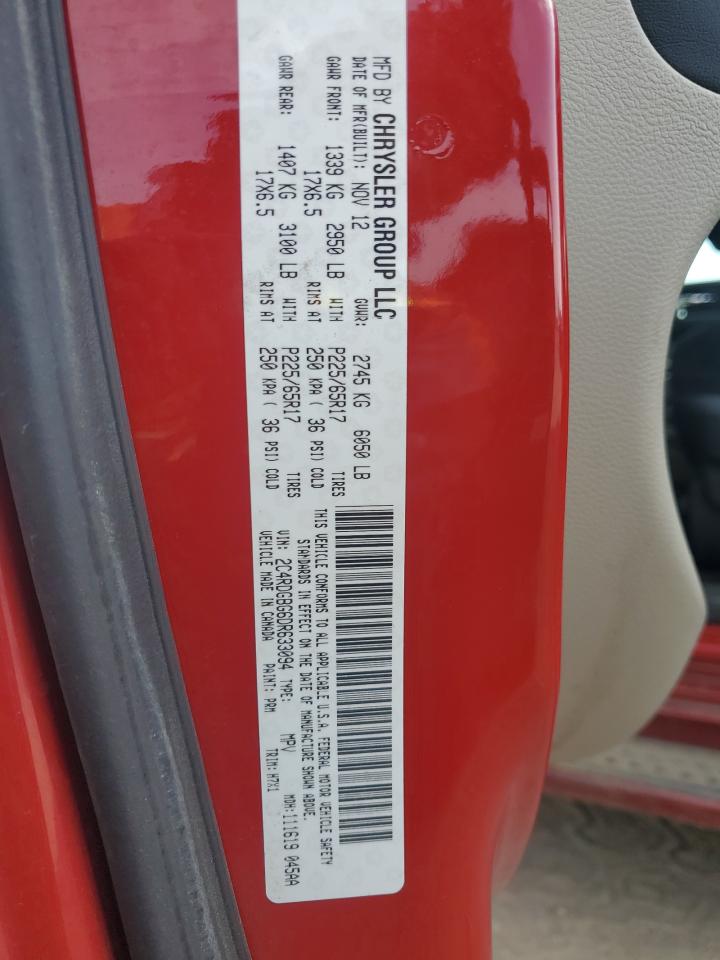 MFD BY CHRYSLER GROUP LLC
DATE OF MFR(BUILT): NOV 12 GVWR: 2745 KG 6050 LB
GAWR FRONT: 1339 KG 2950 LB WITH P225/65R17 TIRES
17X6.5 RIMS AT 250 KPA ( 36 PSI) COLD
GAWR REAR: 1407 KG 3100 LB WITH P225/65R17 TIRES
17X6.5 RIMS AT 250 KPA ( 36 PSI) COLD
THIS VEHICLE CONFORMS TO ALL APPLICABLE U.S.A. FEDERAL MOTOR VEHICLE SAFETY
STANDARDS IN EFFECT ON THE DATE OF MANUFACTURE SHOWN ABOVE.
VIN: 2C4RDGBG6DR633094 TYPE: MPV MDH:111619 045AA
VEHICLE MADE IN CANADA PAINT: PRM TRIM: H7X1